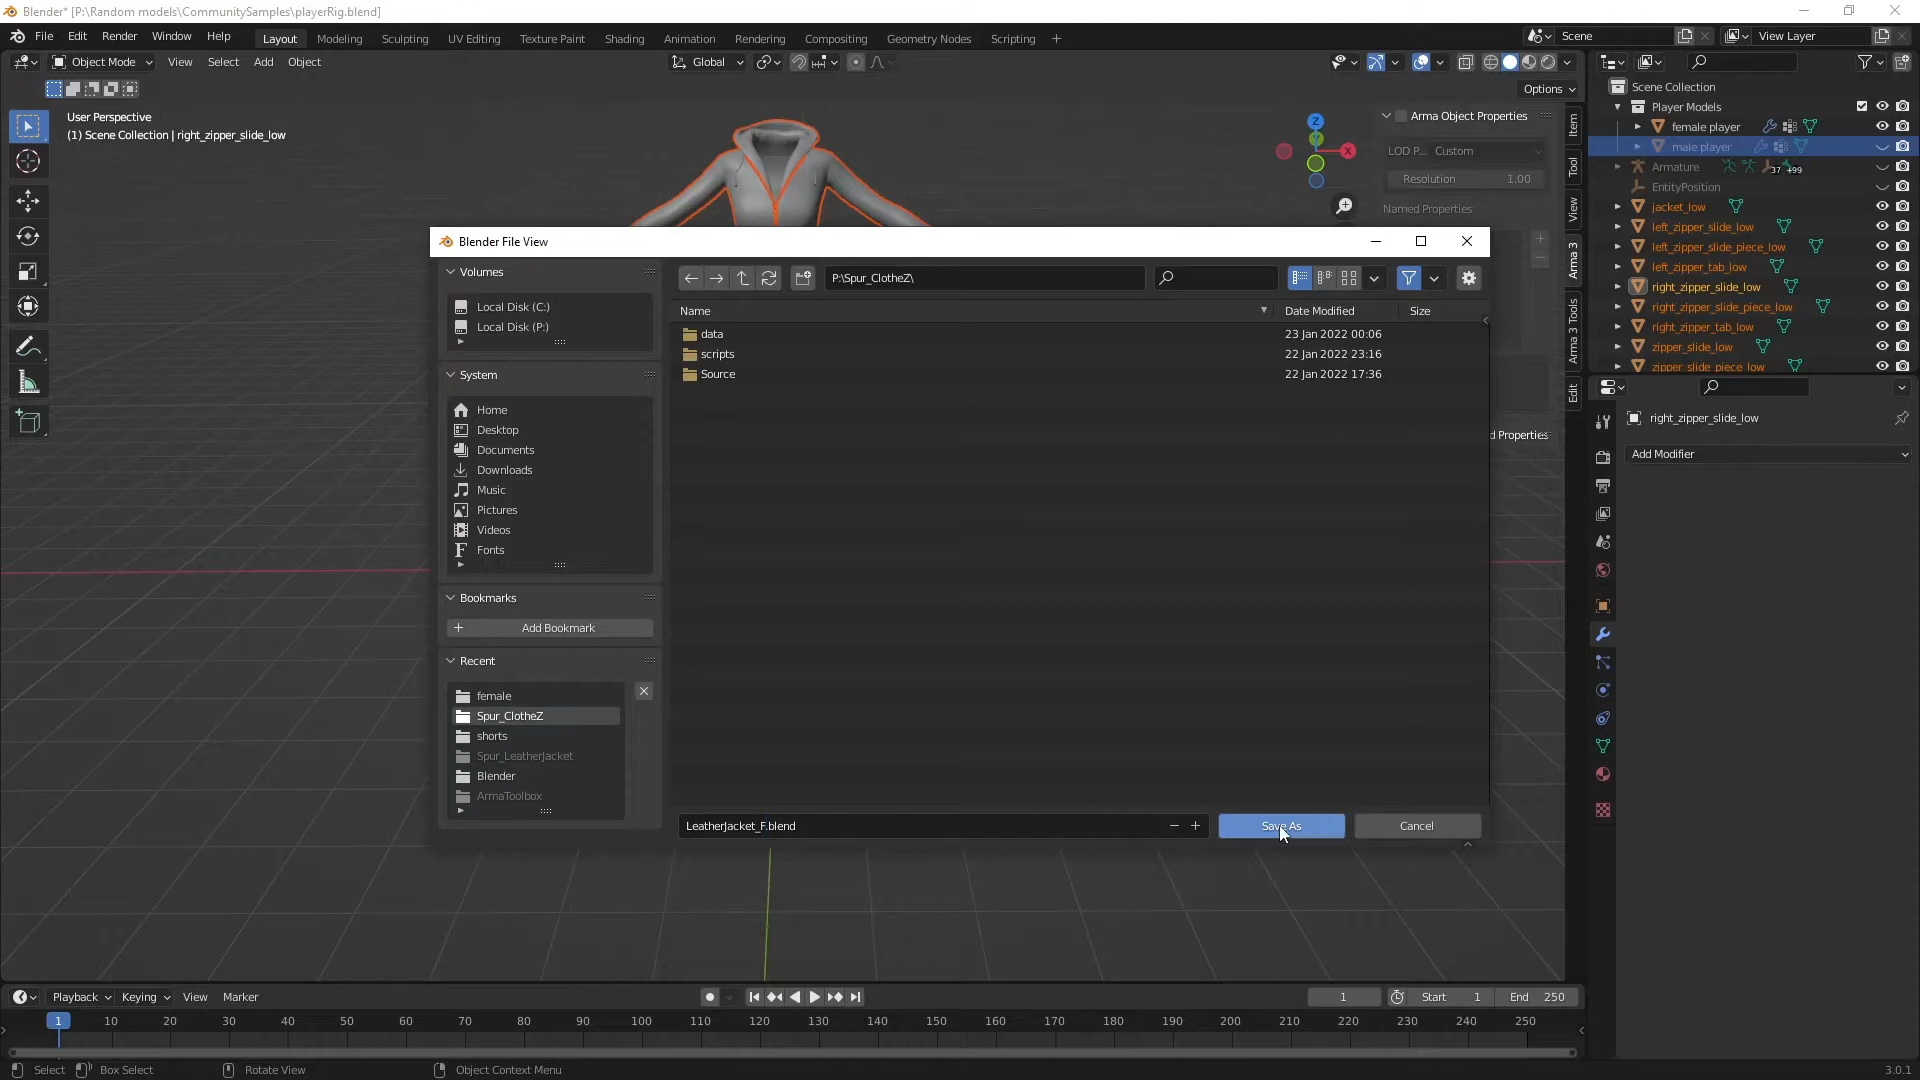 Blender* [P:\Random models\CommunitySamples\playerRig.blend]
File Edit Render Window Help Layout Modeling Sculpting UV Editing Texture Paint Shading Animation Rendering Compositing Geometry Nodes Scripting + Scene View Layer
Object Mode View Select Add Object Global
Options
User Perspective
(1) Scene Collection | right_zipper_slide_low
Z
Y
X
Arma Object Properties
LOD P... Custom
Resolution 1.00
Named Properties
d Properties
Item
Tool
View
Arma 3
Arma 3 Tools
Edit
Scene Collection
Player Models
female player
male player
Armature 37 +99
EntityPosition
jacket_low
left_zipper_slide_low
left_zipper_slide_piece_low
left_zipper_tab_low
right_zipper_slide_low
right_zipper_slide_piece_low
right_zipper_tab_low
zipper_slide_low
zipper_slide_piece_low
right_zipper_slide_low
Add Modifier
Blender File View
Volumes
Local Disk (C:)
Local Disk (P:)
System
Home
Desktop
Documents
Downloads
Music
Pictures
Videos
Fonts
Bookmarks
+ Add Bookmark
Recent
female
Spur_ClotheZ
shorts
Spur_LeatherJacket
Blender
ArmaToolbox
P:\Spur_ClotheZ\
Name Date Modified Size
data 23 Jan 2022 00:06
scripts 22 Jan 2022 23:16
Source 22 Jan 2022 17:36
LeatherJacket_F.blend − + Save As Cancel
Playback Keying View Marker 1 Start 1 End 250
1 10 20 30 40 50 60 70 80 90 100 110 120 130 140 150 160 170 180 190 200 210 220 230 240 250
Select Box Select Rotate View Object Context Menu 3.0.1